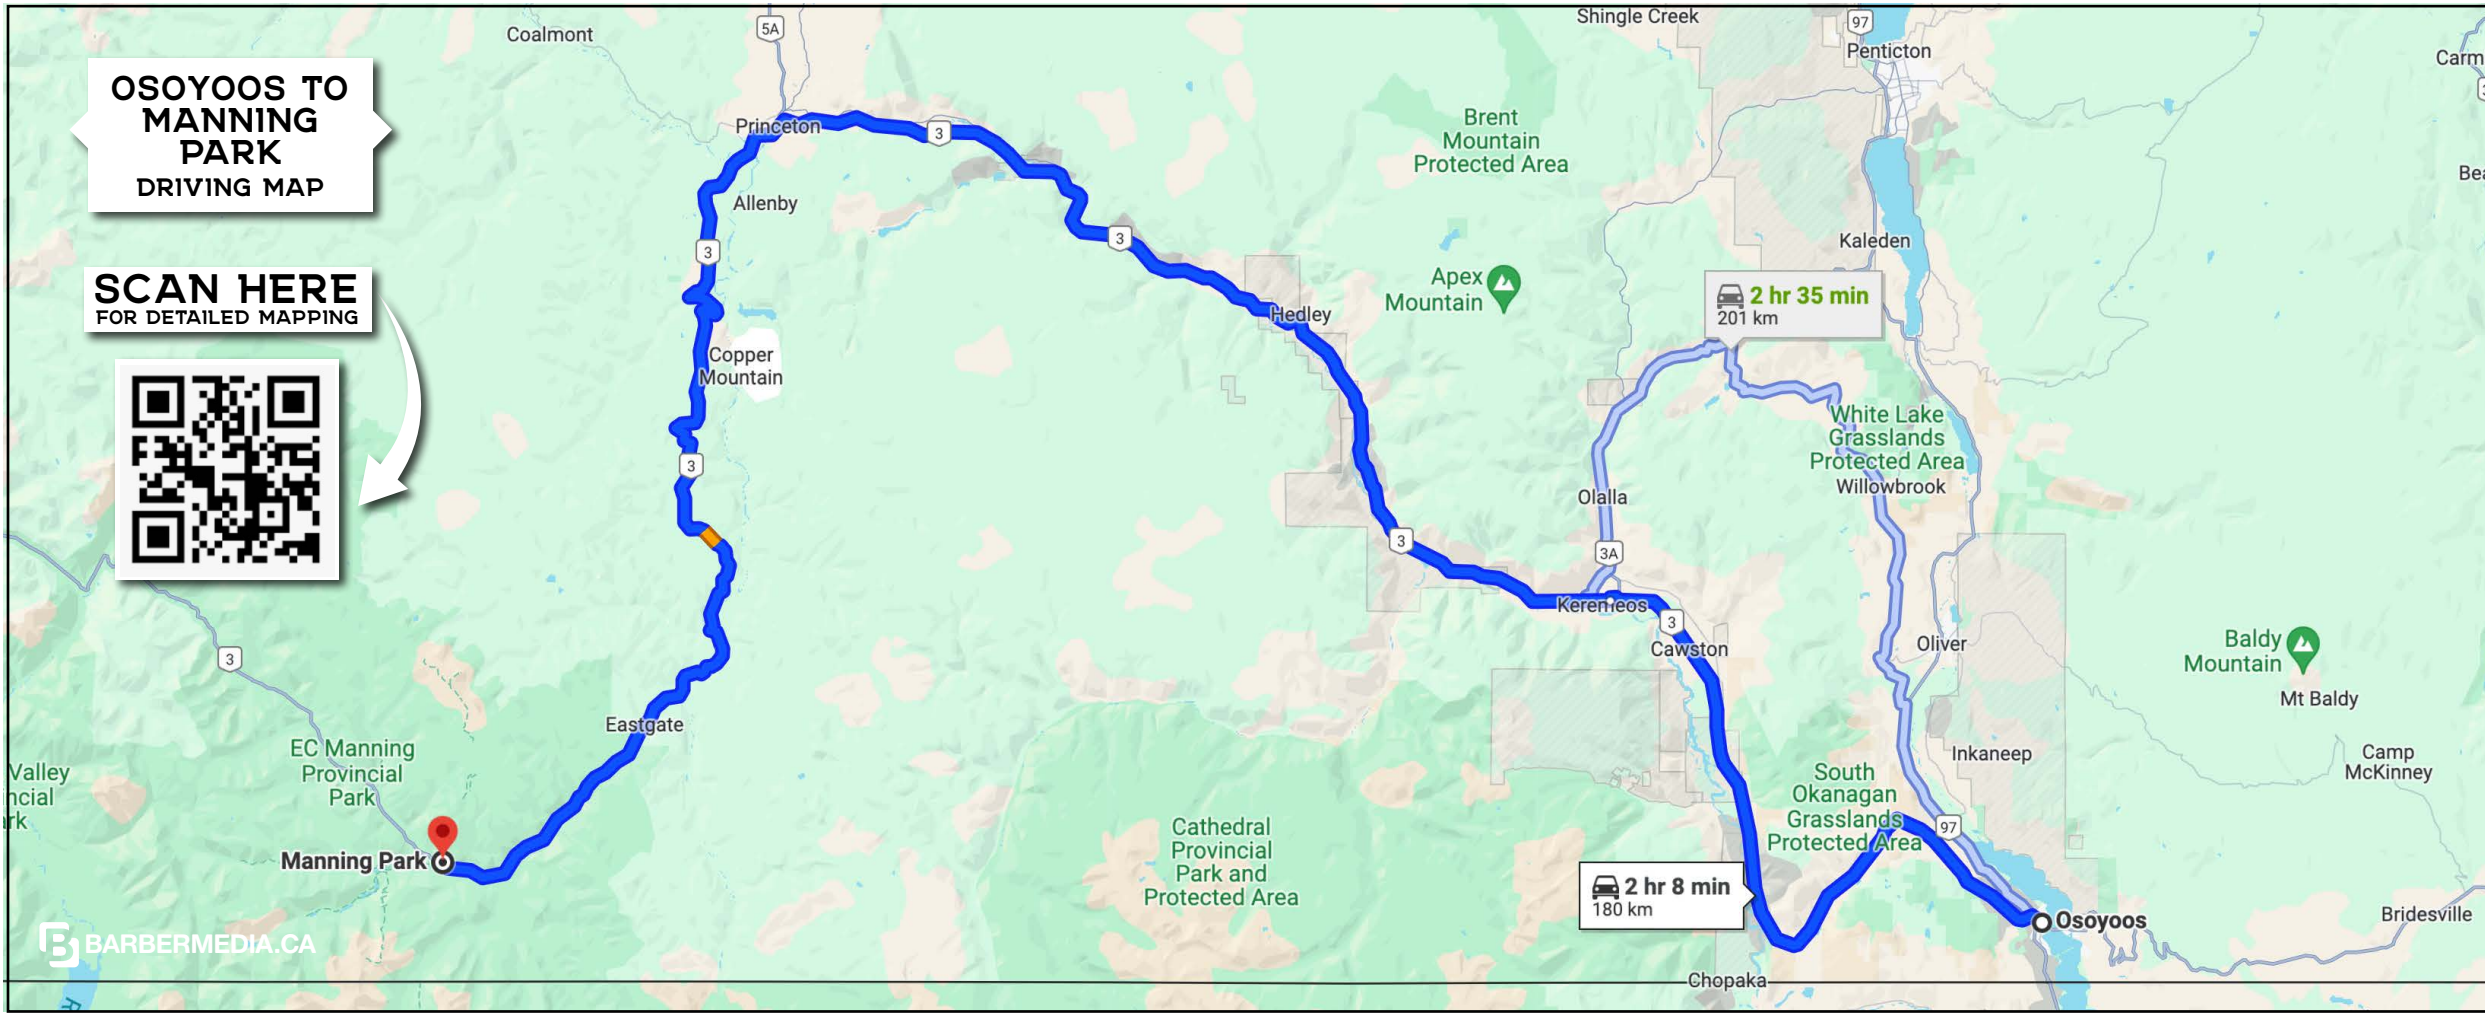 OSOYOOS TO
MANNING
PARK
DRIVING MAP
SCAN HERE
FOR DETAILED MAPPING
Coalmont
5A
Shingle Creek
97
Penticton
Carm
Princeton
3
Brent
Mountain
Protected Area
Bea
Allenby
3
3
Kaleden
Apex
Mountain
2 hr 35 min
201 km
Hedley
Copper
Mountain
White Lake
Grasslands
Protected Area
Willowbrook
3
Olalla
3
3A
Keremeos
3
Cawston
Oliver
Baldy
Mountain
Mt Baldy
3
Eastgate
EC Manning
Provincial
Park
Valley
ncial
rk
Inkaneep
Camp
McKinney
South
Okanagan
Grasslands
Protected Area
97
Cathedral
Provincial
Park and
Protected Area
Manning Park
2 hr 8 min
180 km
Osoyoos
Bridesville
BARBERMEDIA.CA
Chopaka
R